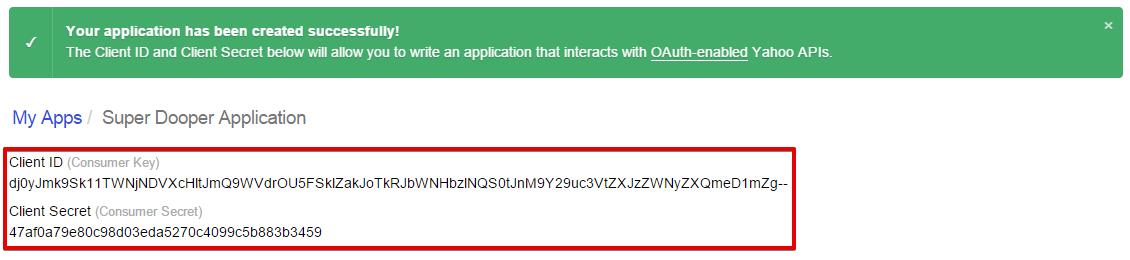 Your application has been created successfully!
The Client ID and Client Secret below will allow you to write an application that interacts with OAuth-enabled Yahoo APIs.
My Apps / Super Dooper Application
Client ID (Consumer Key)
dj0yJmk9Sk11TWNjNDVXcHltJmQ9WVdrOU5FSklZakJoTkRJbWNHbzlNQS0tJnM9Y29uc3VtZXJzZWNyZXQmeD1mZg--
Client Secret (Consumer Secret)
47af0a79e80c98d03eda5270c4099c5b883b3459